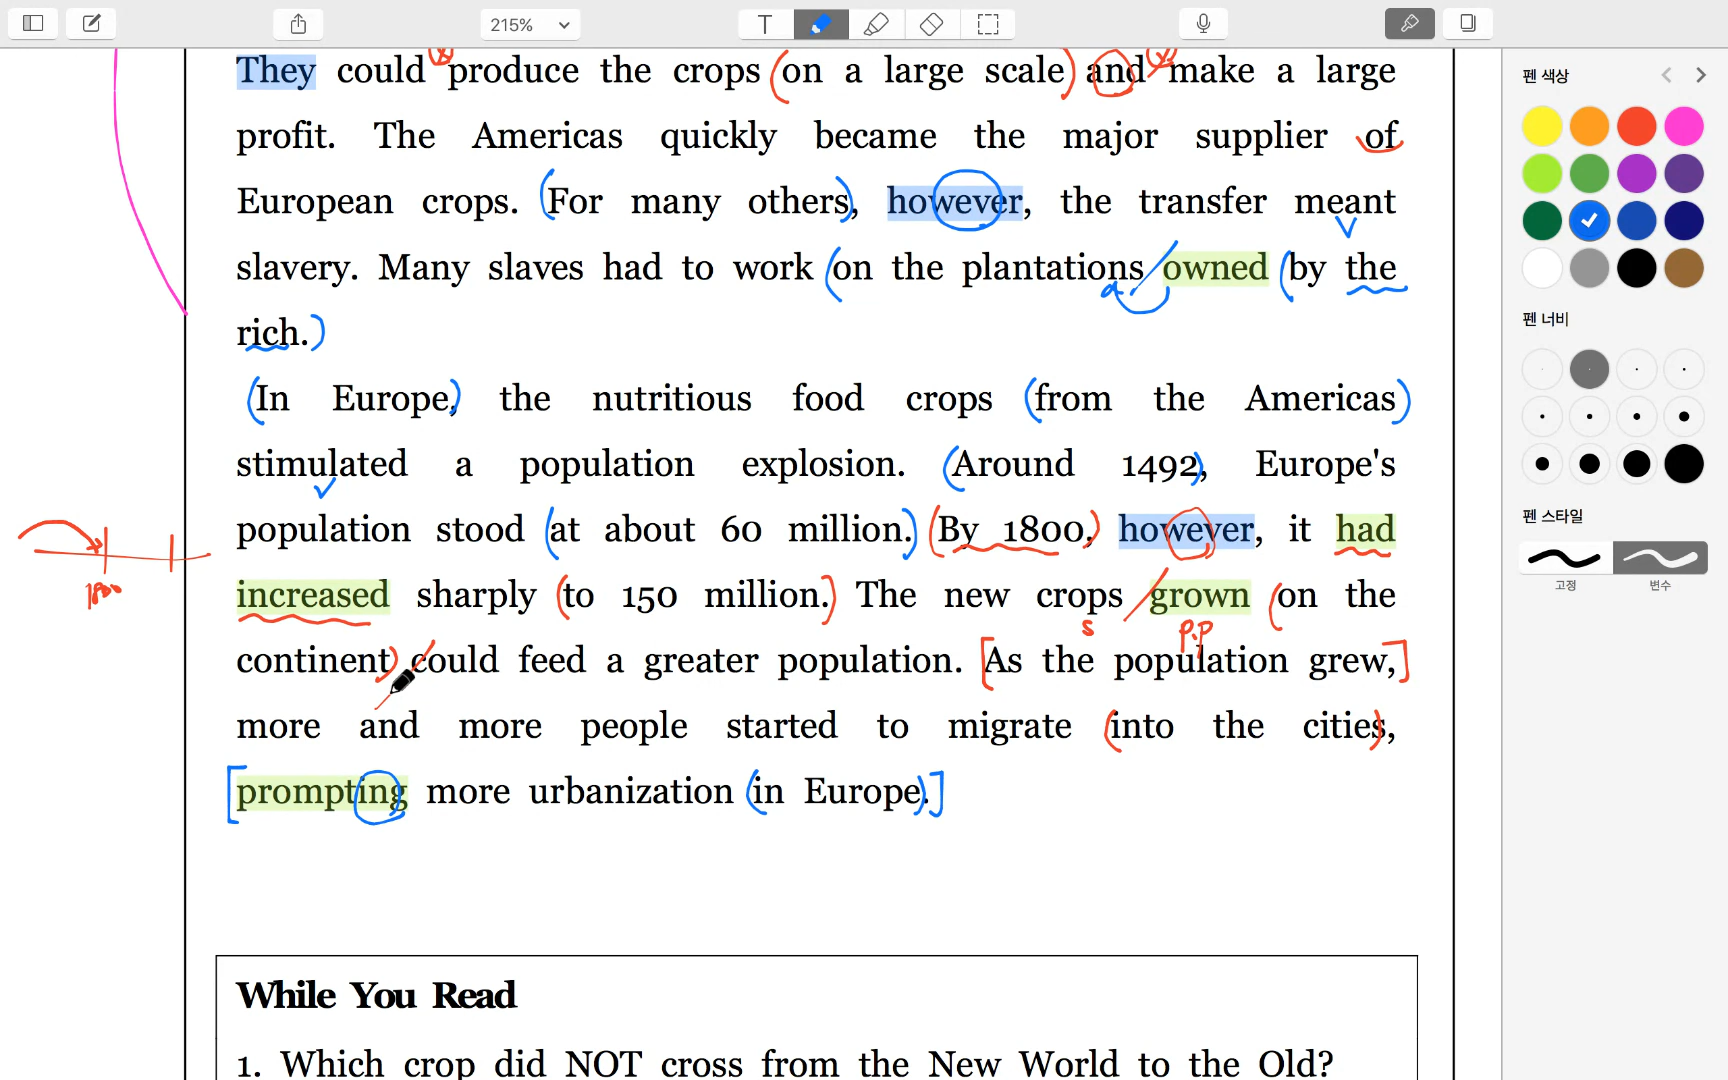 215%
T
They could produce the crops (on a large scale) and make a large
profit. The Americas quickly became the major supplier of
European crops. (For many others), however, the transfer meant
slavery. Many slaves had to work (on the plantations / owned (by the
rich.)
(In Europe,) the nutritious food crops (from the Americas)
stimulated a population explosion. (Around 1492), Europe's
population stood (at about 60 million.) (By 1800,) however, it had
increased sharply (to 150 million.) The new crops / grown (on the
1800
s
p.p
continent) / could feed a greater population. [As the population grew,]
more and more people started to migrate (into the cities),
[prompting more urbanization (in Europe).]
While You Read
1. Which crop did NOT cross from the New World to the Old?
펜 색상
펜 너비
펜 스타일
고정
변수